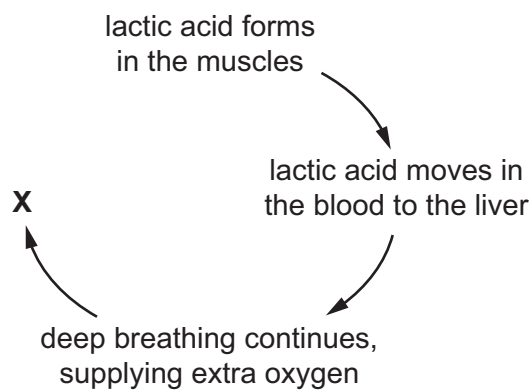 lactic acid forms
in the muscles
lactic acid moves in
the blood to the liver
X
deep breathing continues,
supplying extra oxygen